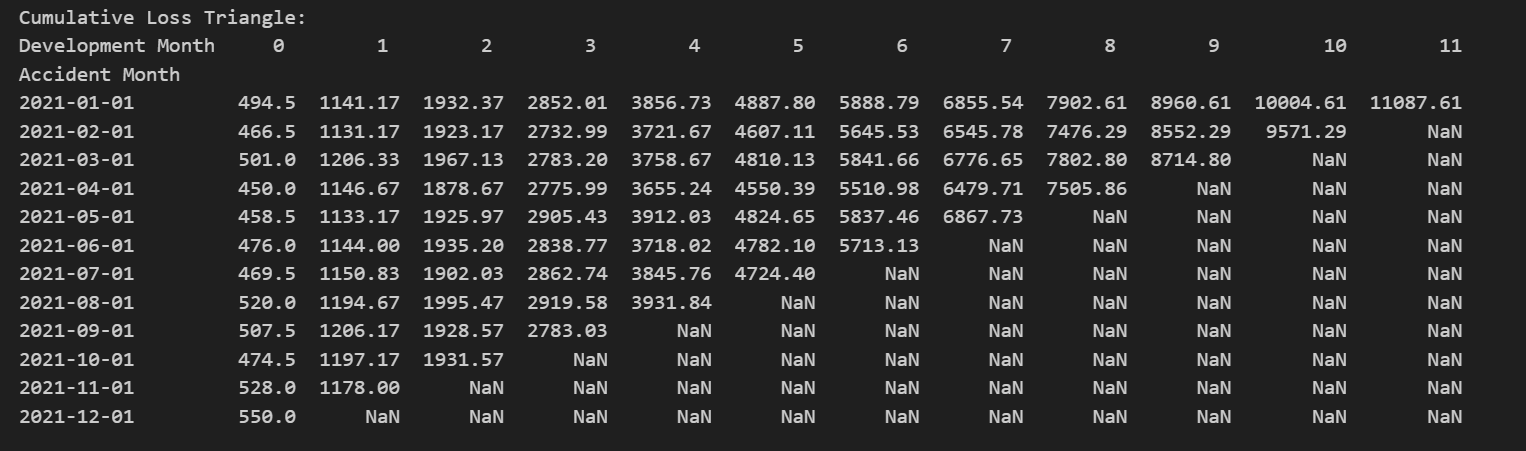 Cumulative Loss Triangle:
Development Month 0 1 2 3 4 5 6 7 8 9 10 11
Accident Month
2021-01-01 494.5 1141.17 1932.37 2852.01 3856.73 4887.80 5888.79 6855.54 7902.61 8960.61 10004.61 11087.61
2021-02-01 466.5 1131.17 1923.17 2732.99 3721.67 4607.11 5645.53 6545.78 7476.29 8552.29 9571.29 NaN
2021-03-01 501.0 1206.33 1967.13 2783.20 3758.67 4810.13 5841.66 6776.65 7802.80 8714.80 NaN NaN
2021-04-01 450.0 1146.67 1878.67 2775.99 3655.24 4550.39 5510.98 6479.71 7505.86 NaN NaN NaN
2021-05-01 458.5 1133.17 1925.97 2905.43 3912.03 4824.65 5837.46 6867.73 NaN NaN NaN NaN
2021-06-01 476.0 1144.00 1935.20 2838.77 3718.02 4782.10 5713.13 NaN NaN NaN NaN NaN
2021-07-01 469.5 1150.83 1902.03 2862.74 3845.76 4724.40 NaN NaN NaN NaN NaN NaN
2021-08-01 520.0 1194.67 1995.47 2919.58 3931.84 NaN NaN NaN NaN NaN NaN NaN
2021-09-01 507.5 1206.17 1928.57 2783.03 NaN NaN NaN NaN NaN NaN NaN NaN
2021-10-01 474.5 1197.17 1931.57 NaN NaN NaN NaN NaN NaN NaN NaN NaN
2021-11-01 528.0 1178.00 NaN NaN NaN NaN NaN NaN NaN NaN NaN NaN
2021-12-01 550.0 NaN NaN NaN NaN NaN NaN NaN NaN NaN NaN NaN